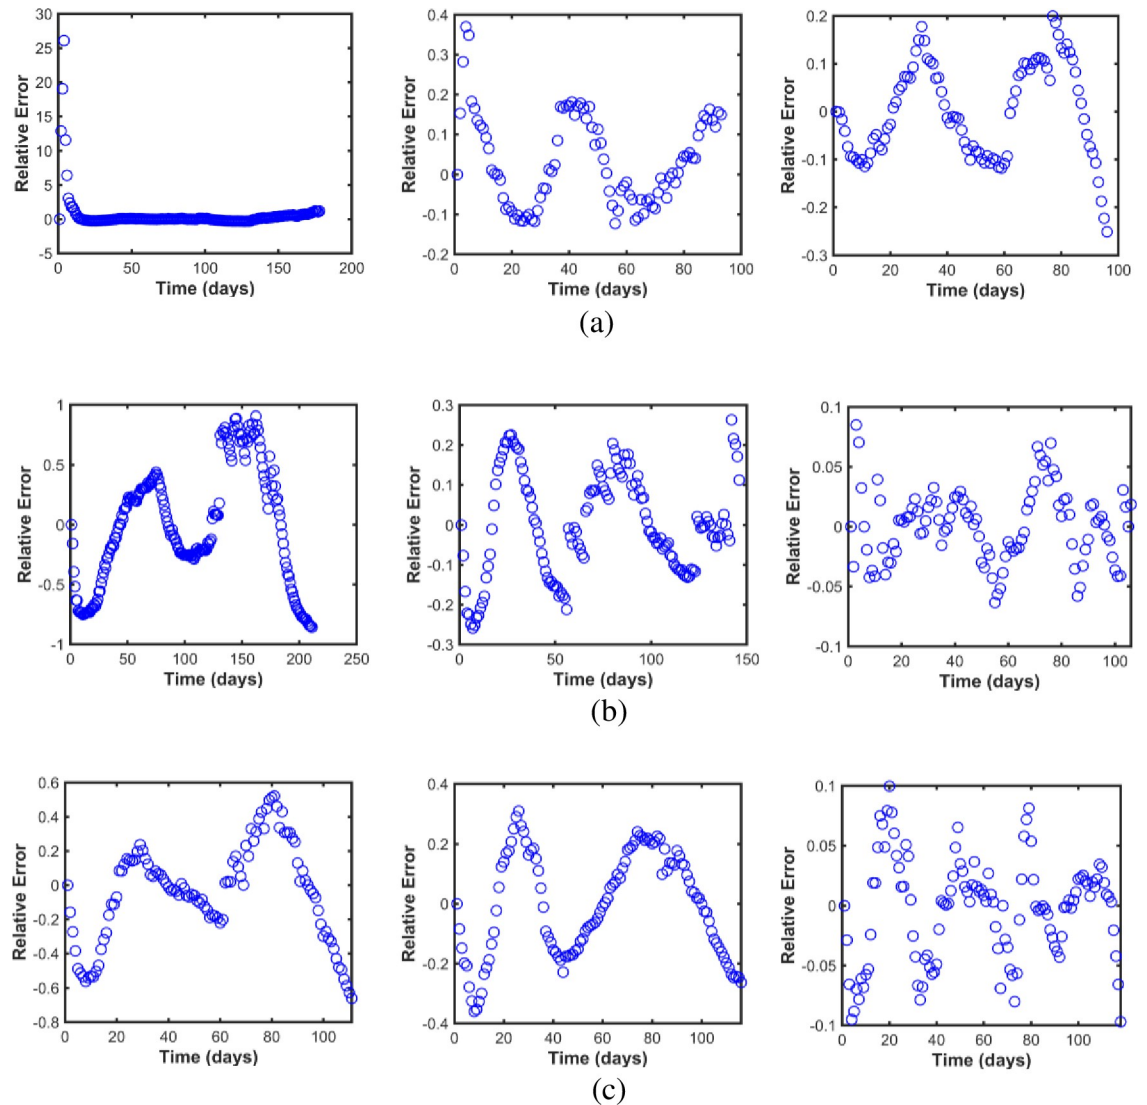 30
25
20
15
10
5
0
-5
Relative Error
0 50 100 150 200
Time (days)
0.4
0.3
0.2
0.1
0
-0.1
-0.2
Relative Error
0 20 40 60 80 100
Time (days)
0.2
0.1
0
-0.1
-0.2
-0.3
Relative Error
0 20 40 60 80 100
Time (days)
(a)
1
0.5
0
-0.5
-1
Relative Error
0 50 100 150 200 250
Time (days)
0.3
0.2
0.1
0
-0.1
-0.2
-0.3
Relative Error
0 50 100 150
Time (days)
0.1
0.05
0
-0.05
-0.1
Relative Error
0 20 40 60 80 100
Time (days)
(b)
0.6
0.4
0.2
0
-0.2
-0.4
-0.6
-0.8
Relative Error
0 20 40 60 80 100
Time (days)
0.4
0.2
0
-0.2
-0.4
Relative Error
0 20 40 60 80 100
Time (days)
0.1
0.05
0
-0.05
-0.1
Relative Error
0 20 40 60 80 100
Time (days)
(c)